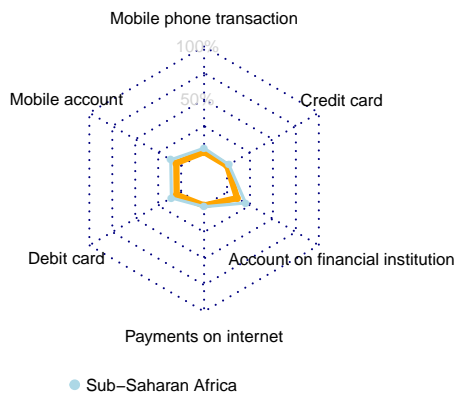 Mobile phone transaction
100%
Mobile account
50%
Credit card
Debit card
Account on financial institution
Payments on internet
Sub−Saharan Africa